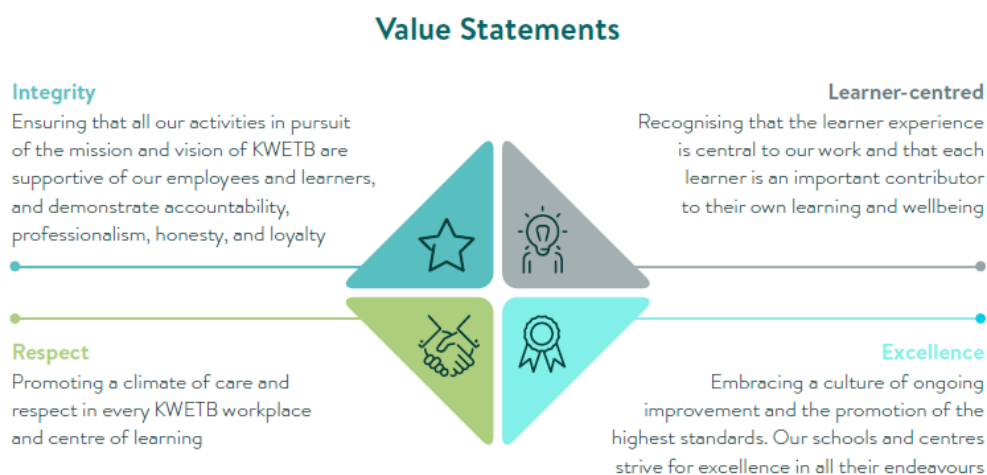 Value Statements
Integrity
Ensuring that all our activities in pursuit
of the mission and vision of KWETB are
supportive of our employees and learners,
and demonstrate accountability,
professionalism, honesty, and loyalty
Learner-centred
Recognising that the learner experience
is central to our work and that each
learner is an important contributor
to their own learning and wellbeing
Respect
Promoting a climate of care and
respect in every KWETB workplace
and centre of learning
Excellence
Embracing a culture of ongoing
improvement and the promotion of the
highest standards. Our schools and centres
strive for excellence in all their endeavours